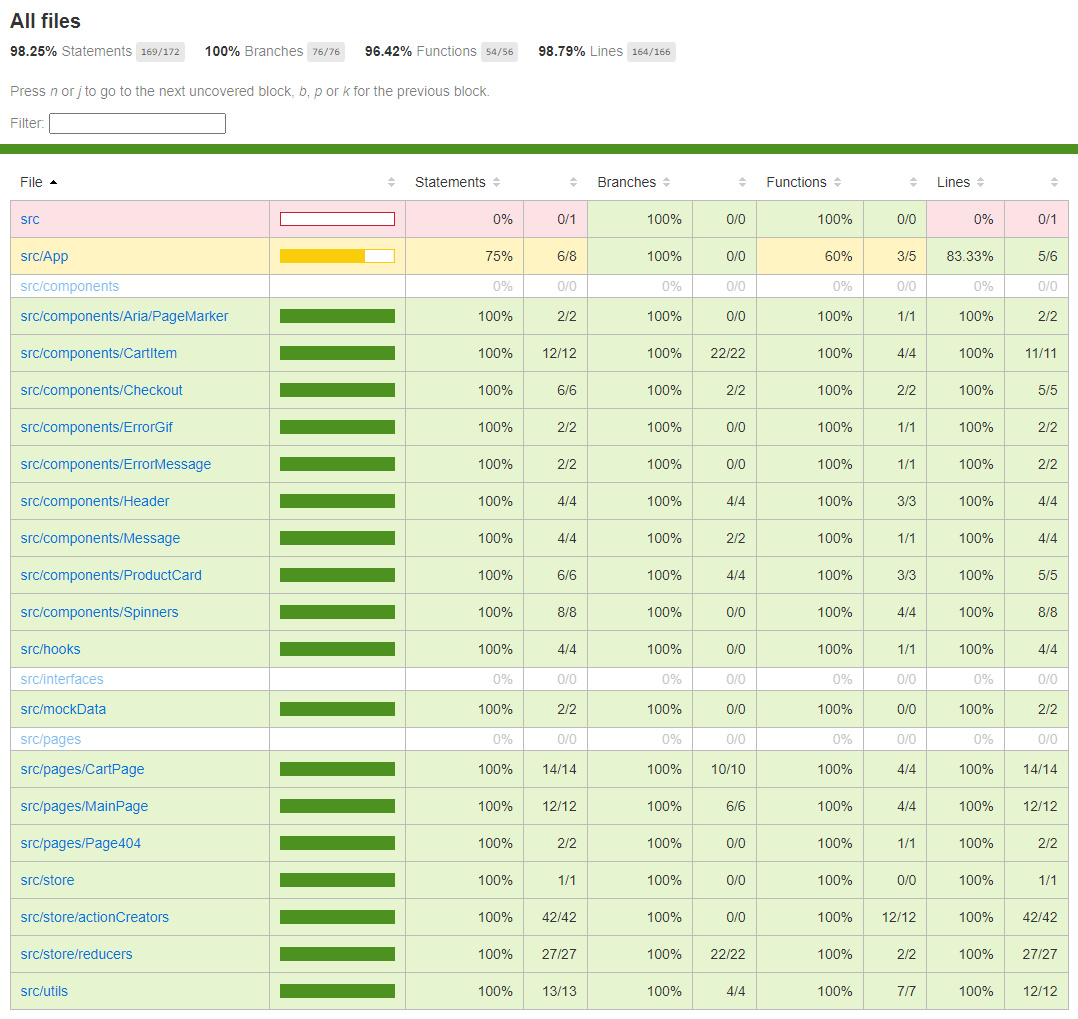 All files
98.25% Statements 169/172 100% Branches 76/76 96.42% Functions 54/56 98.79% Lines 164/166
Press n or j to go to the next uncovered block, b, p or k for the previous block.
Filter:
File Statements Branches Functions Lines
src 0% 0/1 100% 0/0 100% 0/0 0% 0/1
src/App 75% 6/8 100% 0/0 60% 3/5 83.33% 5/6
src/components 0% 0/0 0% 0/0 0% 0/0 0% 0/0
src/components/Aria/PageMarker 100% 2/2 100% 0/0 100% 1/1 100% 2/2
src/components/CartItem 100% 12/12 100% 22/22 100% 4/4 100% 11/11
src/components/Checkout 100% 6/6 100% 2/2 100% 2/2 100% 5/5
src/components/ErrorGif 100% 2/2 100% 0/0 100% 1/1 100% 2/2
src/components/ErrorMessage 100% 2/2 100% 0/0 100% 1/1 100% 2/2
src/components/Header 100% 4/4 100% 4/4 100% 3/3 100% 4/4
src/components/Message 100% 4/4 100% 2/2 100% 1/1 100% 4/4
src/components/ProductCard 100% 6/6 100% 4/4 100% 3/3 100% 5/5
src/components/Spinners 100% 8/8 100% 0/0 100% 4/4 100% 8/8
src/hooks 100% 4/4 100% 0/0 100% 1/1 100% 4/4
src/interfaces 0% 0/0 0% 0/0 0% 0/0 0% 0/0
src/mockData 100% 2/2 100% 0/0 100% 0/0 100% 2/2
src/pages 0% 0/0 0% 0/0 0% 0/0 0% 0/0
src/pages/CartPage 100% 14/14 100% 10/10 100% 4/4 100% 14/14
src/pages/MainPage 100% 12/12 100% 6/6 100% 4/4 100% 12/12
src/pages/Page404 100% 2/2 100% 0/0 100% 1/1 100% 2/2
src/store 100% 1/1 100% 0/0 100% 0/0 100% 1/1
src/store/actionCreators 100% 42/42 100% 0/0 100% 12/12 100% 42/42
src/store/reducers 100% 27/27 100% 22/22 100% 2/2 100% 27/27
src/utils 100% 13/13 100% 4/4 100% 7/7 100% 12/12